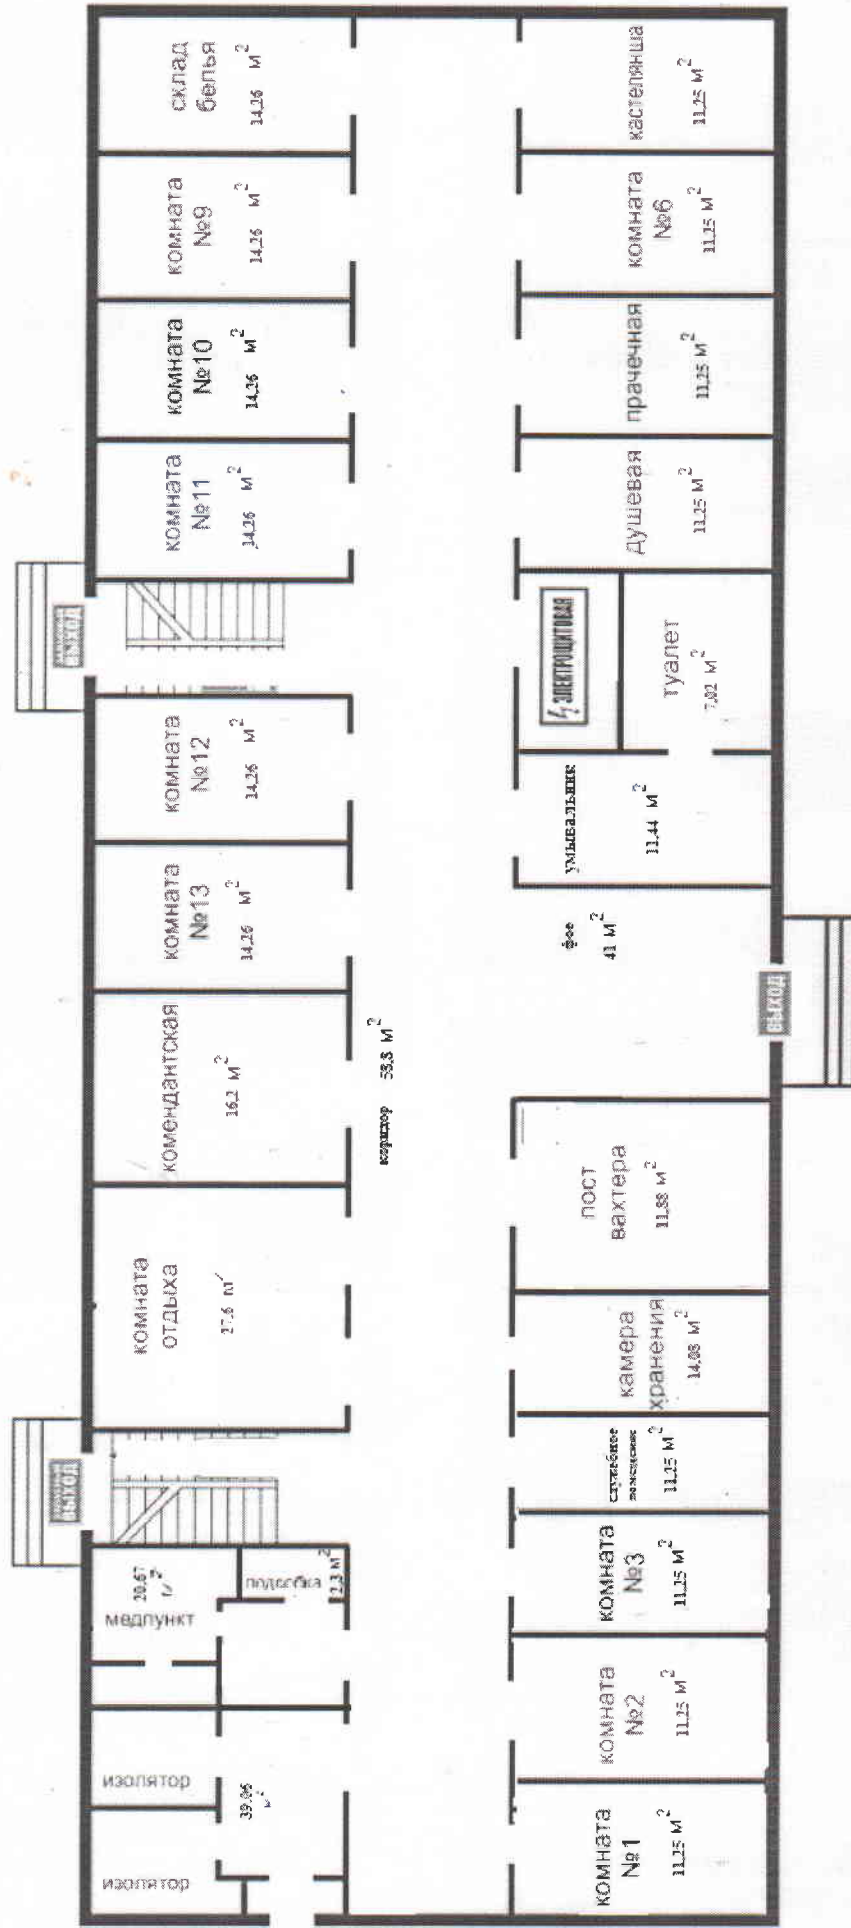 изолятор
изолятор
39.06
м²
медпункт
20.67
м²
подсобка
2,3 м²
выход
комната
отдыха
27.6 м²
комендантская
16.2 м²
комната
№13
14.26 м²
комната
№12
14.26 м²
выход
комната
№11
14.26 м²
комната
№10
14.26 м²
комната
№9
14.26 м²
склад
белья
14.26 м²
коридор 58.8 м²
комната
№1
11.25 м²
комната
№2
11.25 м²
комната
№3
11.25 м²
служебное
помещение
11.25 м²
камера
хранения
14.08 м²
пост
вахтера
11.88 м²
фое
41 м²
выход
умывальник
11.44 м²
ЭЛЕКТРОЩИТОВАЯ
туалет
7.02 м²
душевая
11.25 м²
прачечная
11.25 м²
комната
№6
11.25 м²
кастелянша
11.25 м²